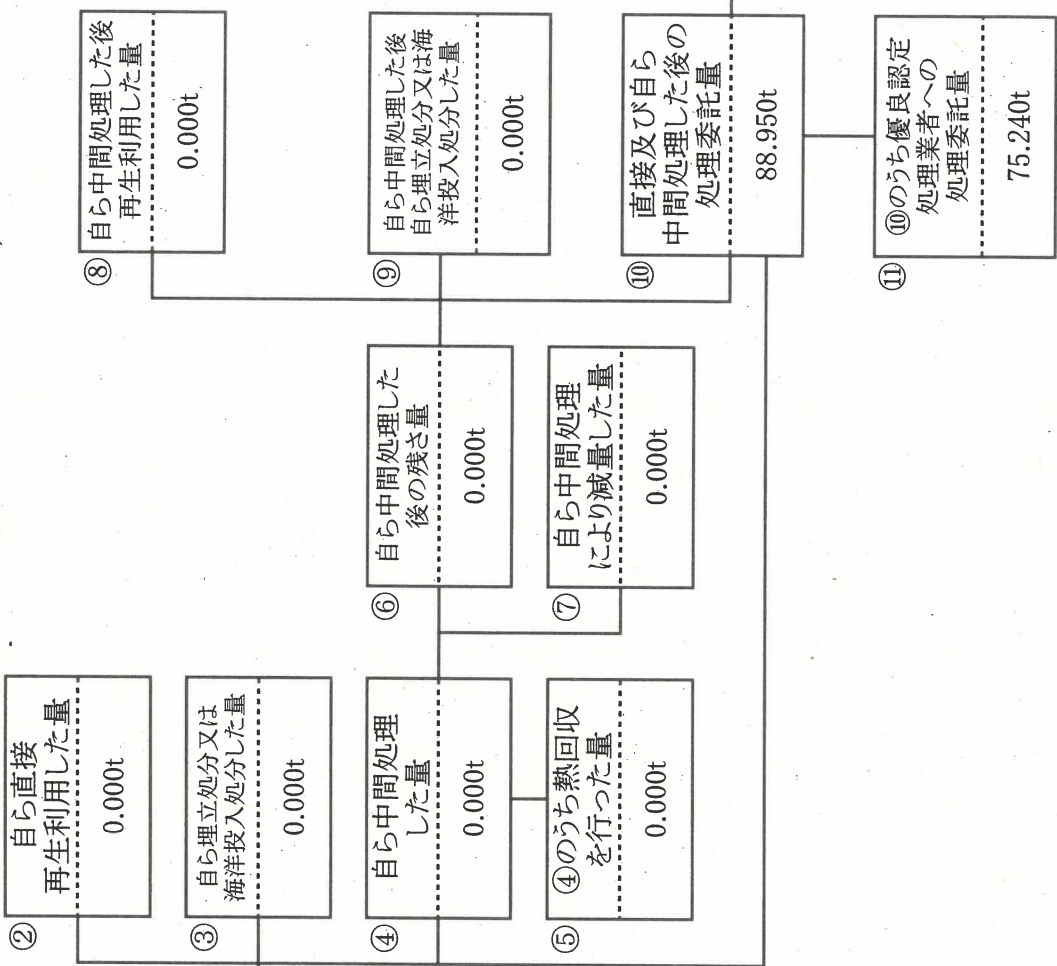 ②
自ら直接
再生利用した量
0.000t
③
自ら埋立処分又は
海洋投入処分した量
0.000t
④
自ら中間処理
した量
0.000t
⑤
④のうち熱回収
を行った量
0.000t
⑥
自ら中間処理した
後の残さ量
0.000t
⑦
自ら中間処理
により減量した量
0.000t
⑧
自ら中間処理した後
再生利用した量
0.000t
⑨
自ら中間処理した後
自ら埋立処分又は海
洋投入処分した量
0.000t
⑩
直接及び自ら
中間処理した後の
処理委託量
88.950t
⑪
⑩のうち優良認定
処理業者への
処理委託量
75.240t